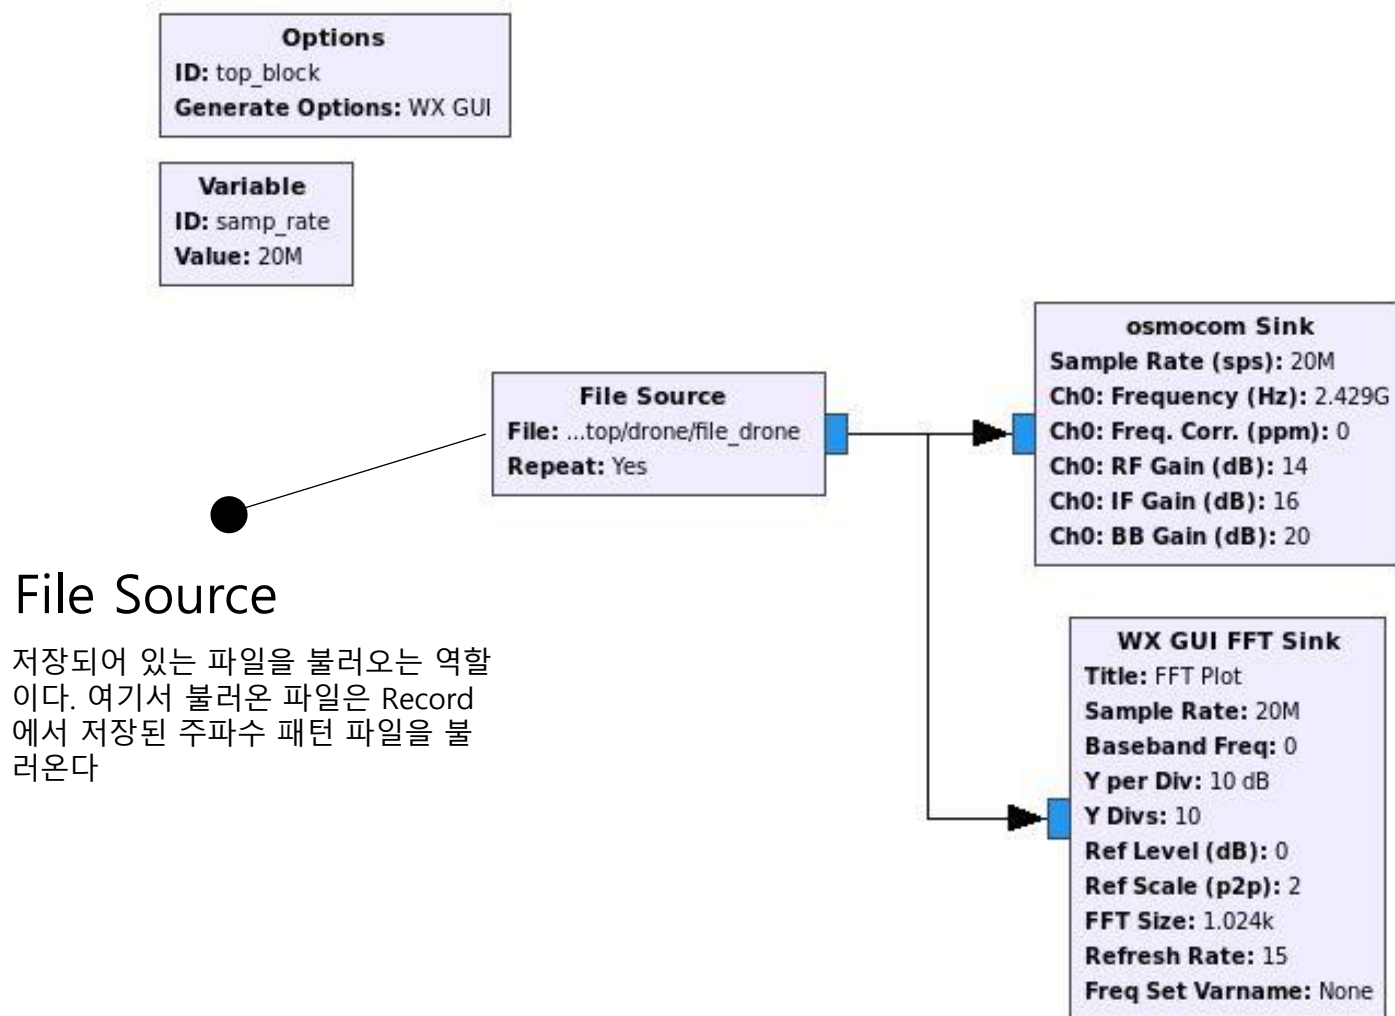 Options
ID: top_block
Generate Options: WX GUI
Variable
ID: samp_rate
Value: 20M
osmocom Sink
Sample Rate (sps): 20M
Ch0: Frequency (Hz): 2.429G
Ch0: Freq. Corr. (ppm): 0
Ch0: RF Gain (dB): 14
Ch0: IF Gain (dB): 16
Ch0: BB Gain (dB): 20
File Source
File: ...top/drone/file_drone
Repeat: Yes
File Source
저장되어 있는 파일을 불러오는 역할
이다. 여기서 불러온 파일은 Record
에서 저장된 주파수 패턴 파일을 불
러온다
WX GUI FFT Sink
Title: FFT Plot
Sample Rate: 20M
Baseband Freq: 0
Y per Div: 10 dB
Y Divs: 10
Ref Level (dB): 0
Ref Scale (p2p): 2
FFT Size: 1.024k
Refresh Rate: 15
Freq Set Varname: None